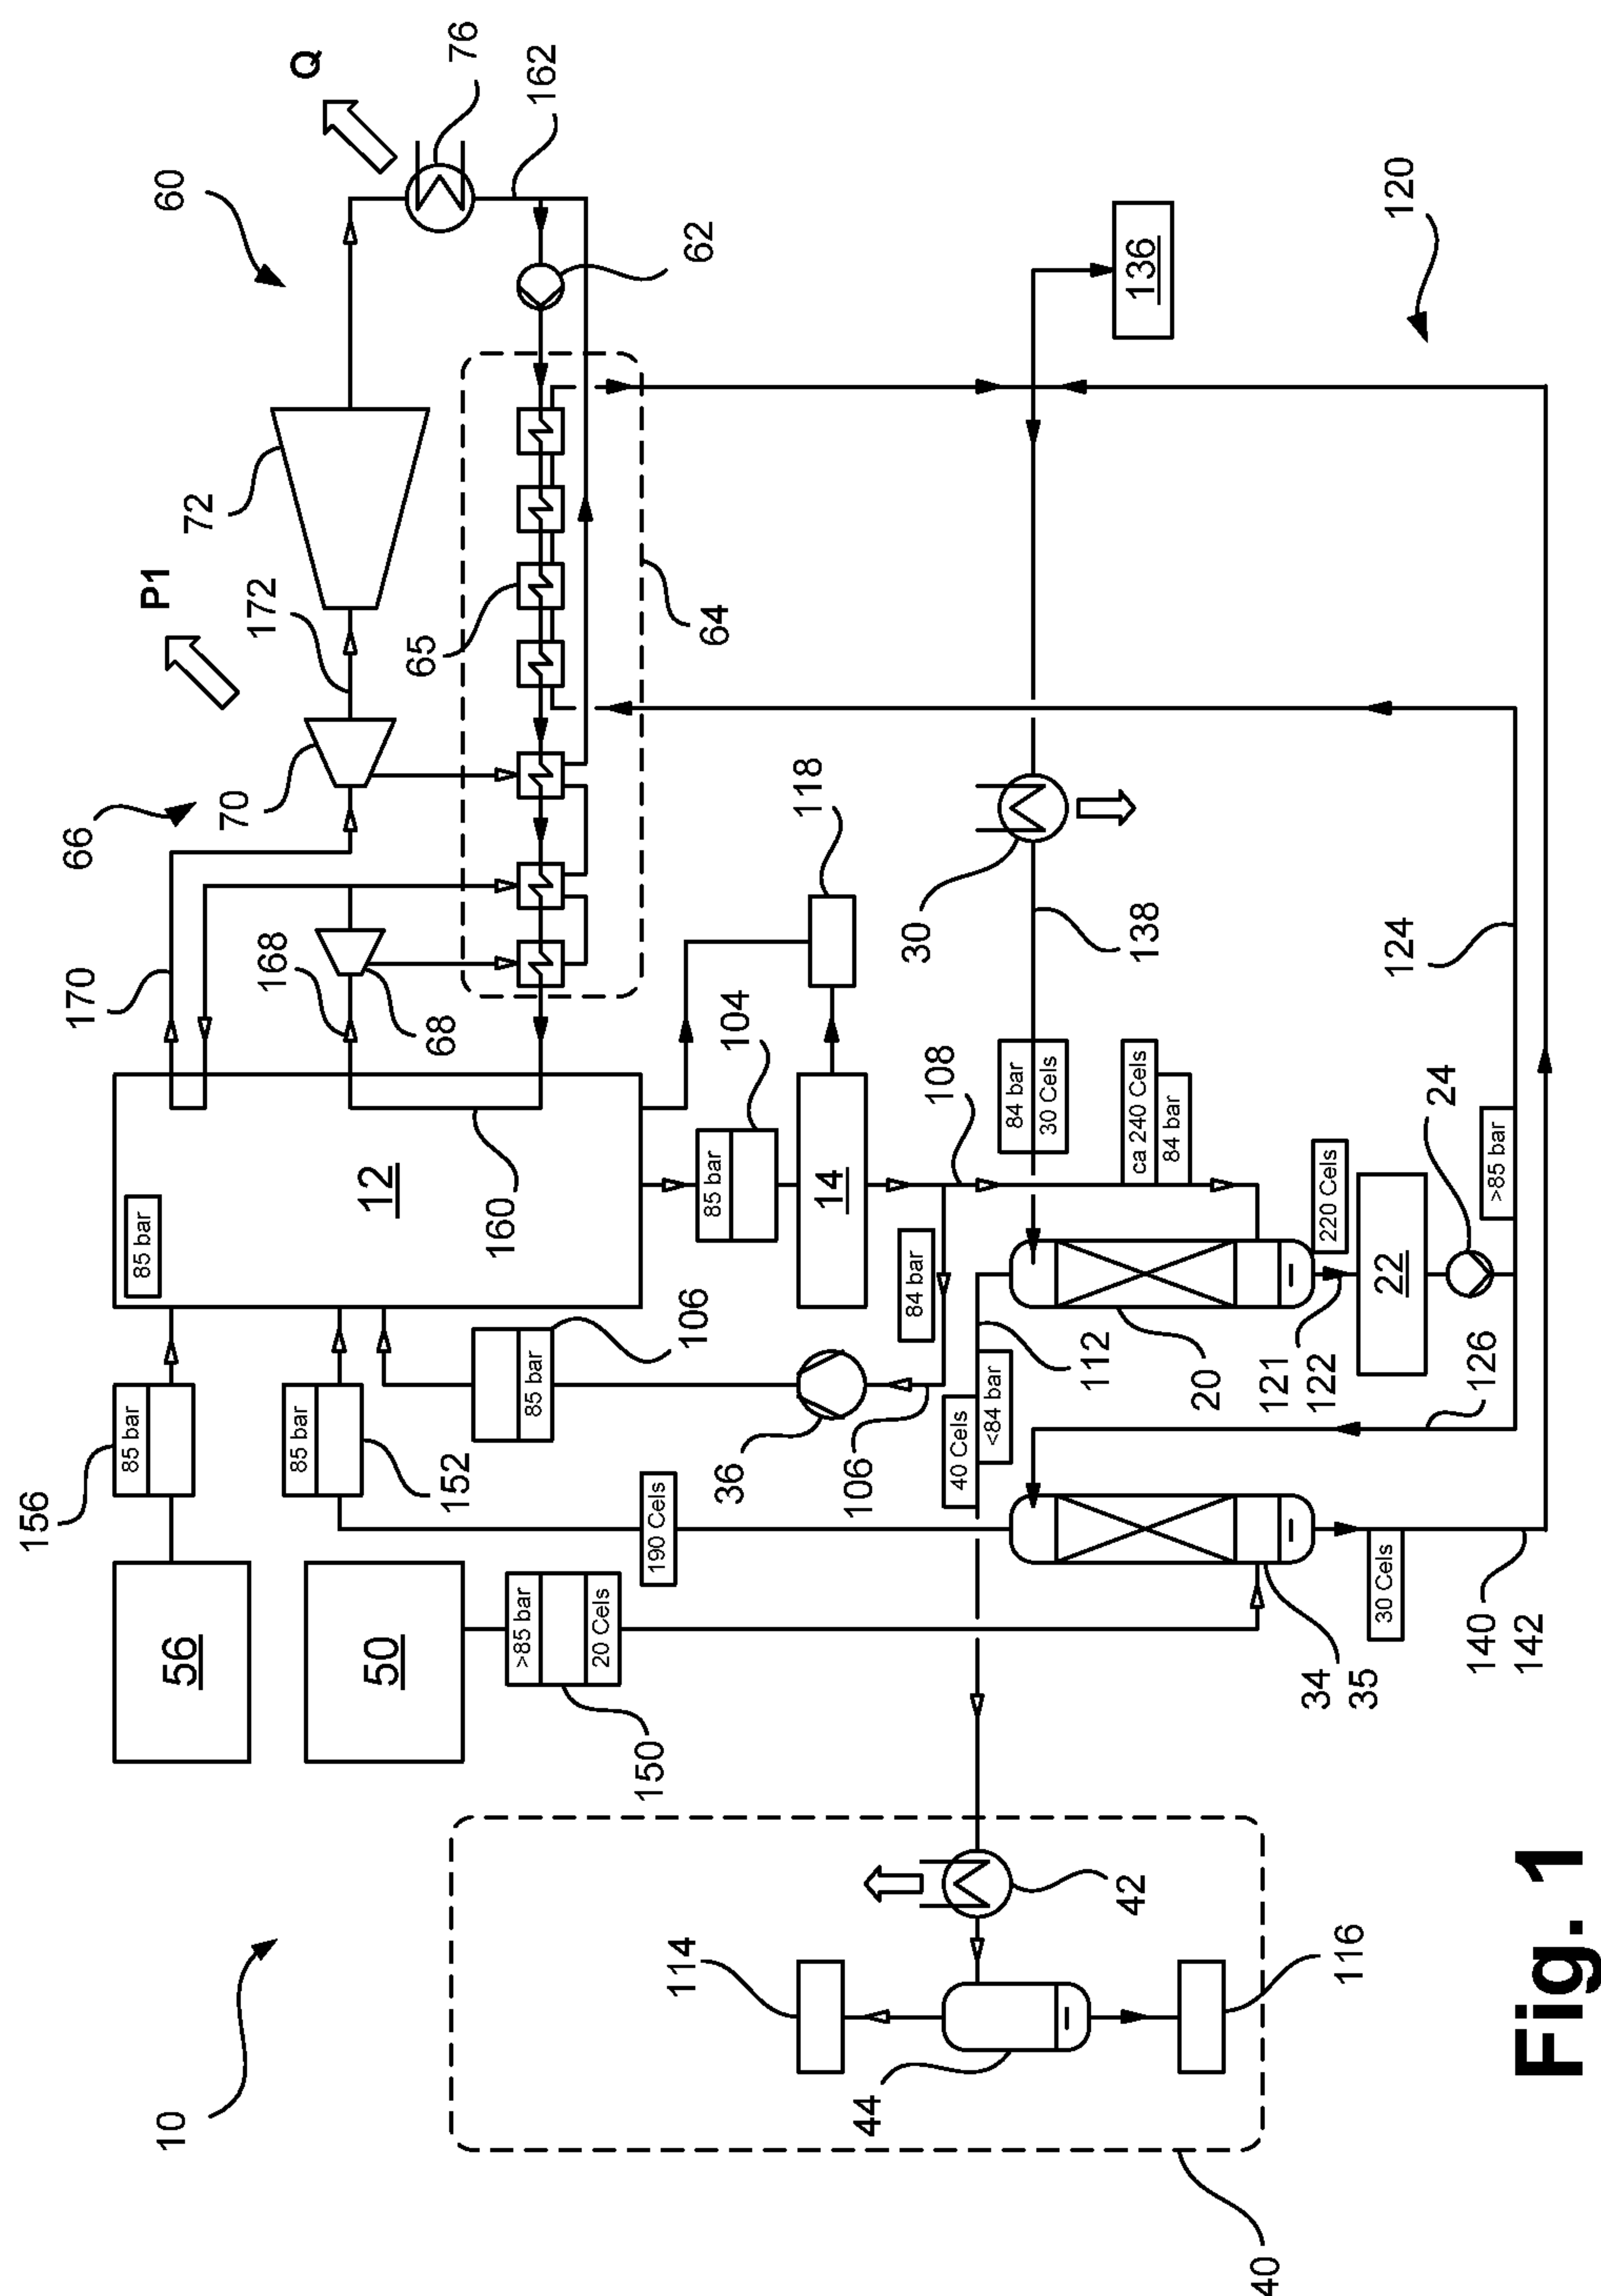 156
170
66
85 bar
85 bar
P1
10
60
56
72
70
168
172
85 bar
Q
12
50
65
68
152
76
160
>85 bar
85 bar
162
20 Cels
150
190 Cels
114
106
62
85 bar
64
36
104
118
14
106
44
84 bar
30
108
40 Cels
<84 bar
84 bar
30 Cels
112
42
ca 240 Cels
84 bar
138
136
20
40
121
122
34
35
220 Cels
116
30 Cels
22
120
24
126
140
142
>85 bar
124
Fig. 1